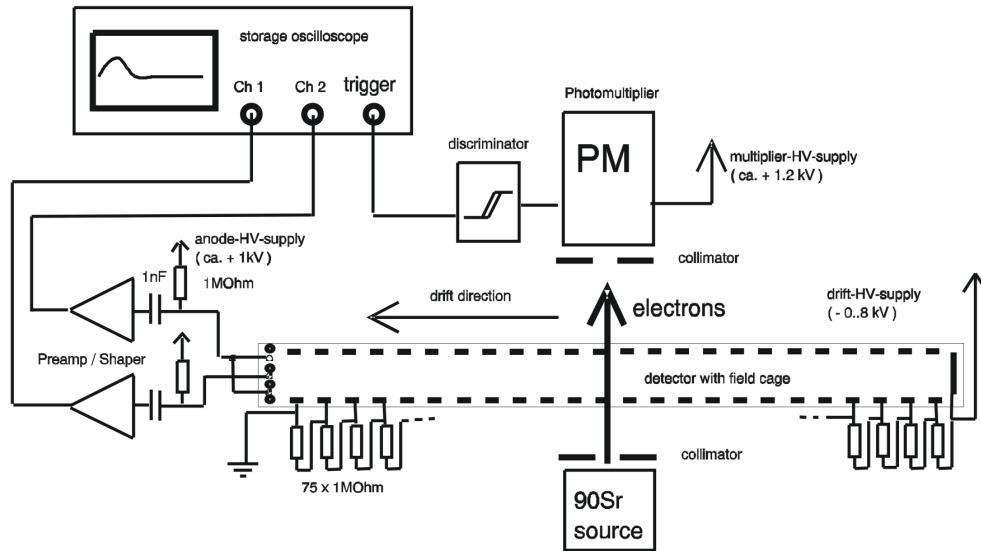 storage oscilloscope
Ch 1
Ch 2
trigger
Photomultiplier
discriminator
PM
multiplier-HV-supply
( ca. + 1.2 kV )
anode-HV-supply
( ca. + 1kV )
1nF
1MOhm
collimator
drift direction
electrons
drift-HV-supply
( - 0..8 kV )
Preamp / Shaper
detector with field cage
collimator
75 x 1MOhm
90Sr
source